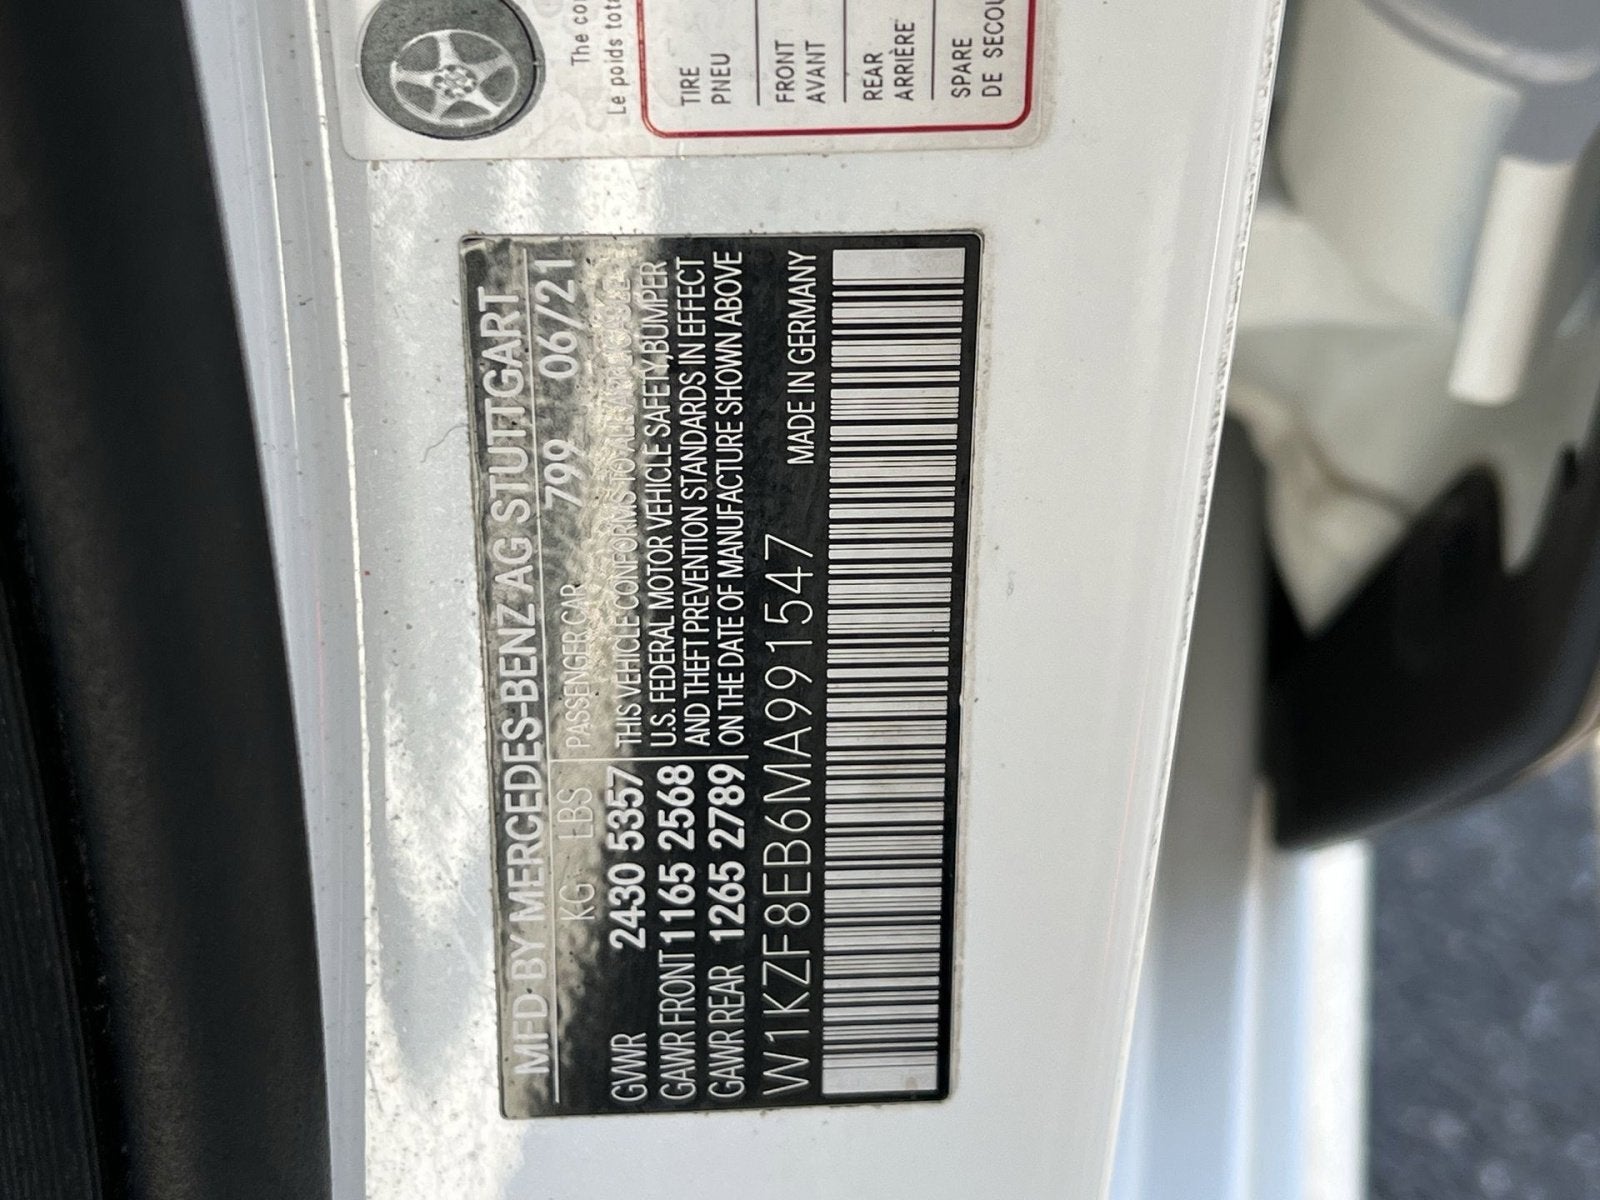 The co
Le poids tota
TIRE
PNEU
FRONT
AVANT
REAR
ARRIÈRE
SPARE
DE SECOU
MFD BY MERCEDES-BENZ AG STUTTGART
KG LBS PASSENGER CAR 799 06/21
GVWR 2430 5357 THIS VEHICLE CONFORMS TO ALL APPLICABLE
GAWR FRONT 1165 2568 U.S. FEDERAL MOTOR VEHICLE SAFETY,BUMPER
GAWR REAR 1265 2789 AND THEFT PREVENTION STANDARDS IN EFFECT
ON THE DATE OF MANUFACTURE SHOWN ABOVE
W1KZF8EB6MA991547 MADE IN GERMANY